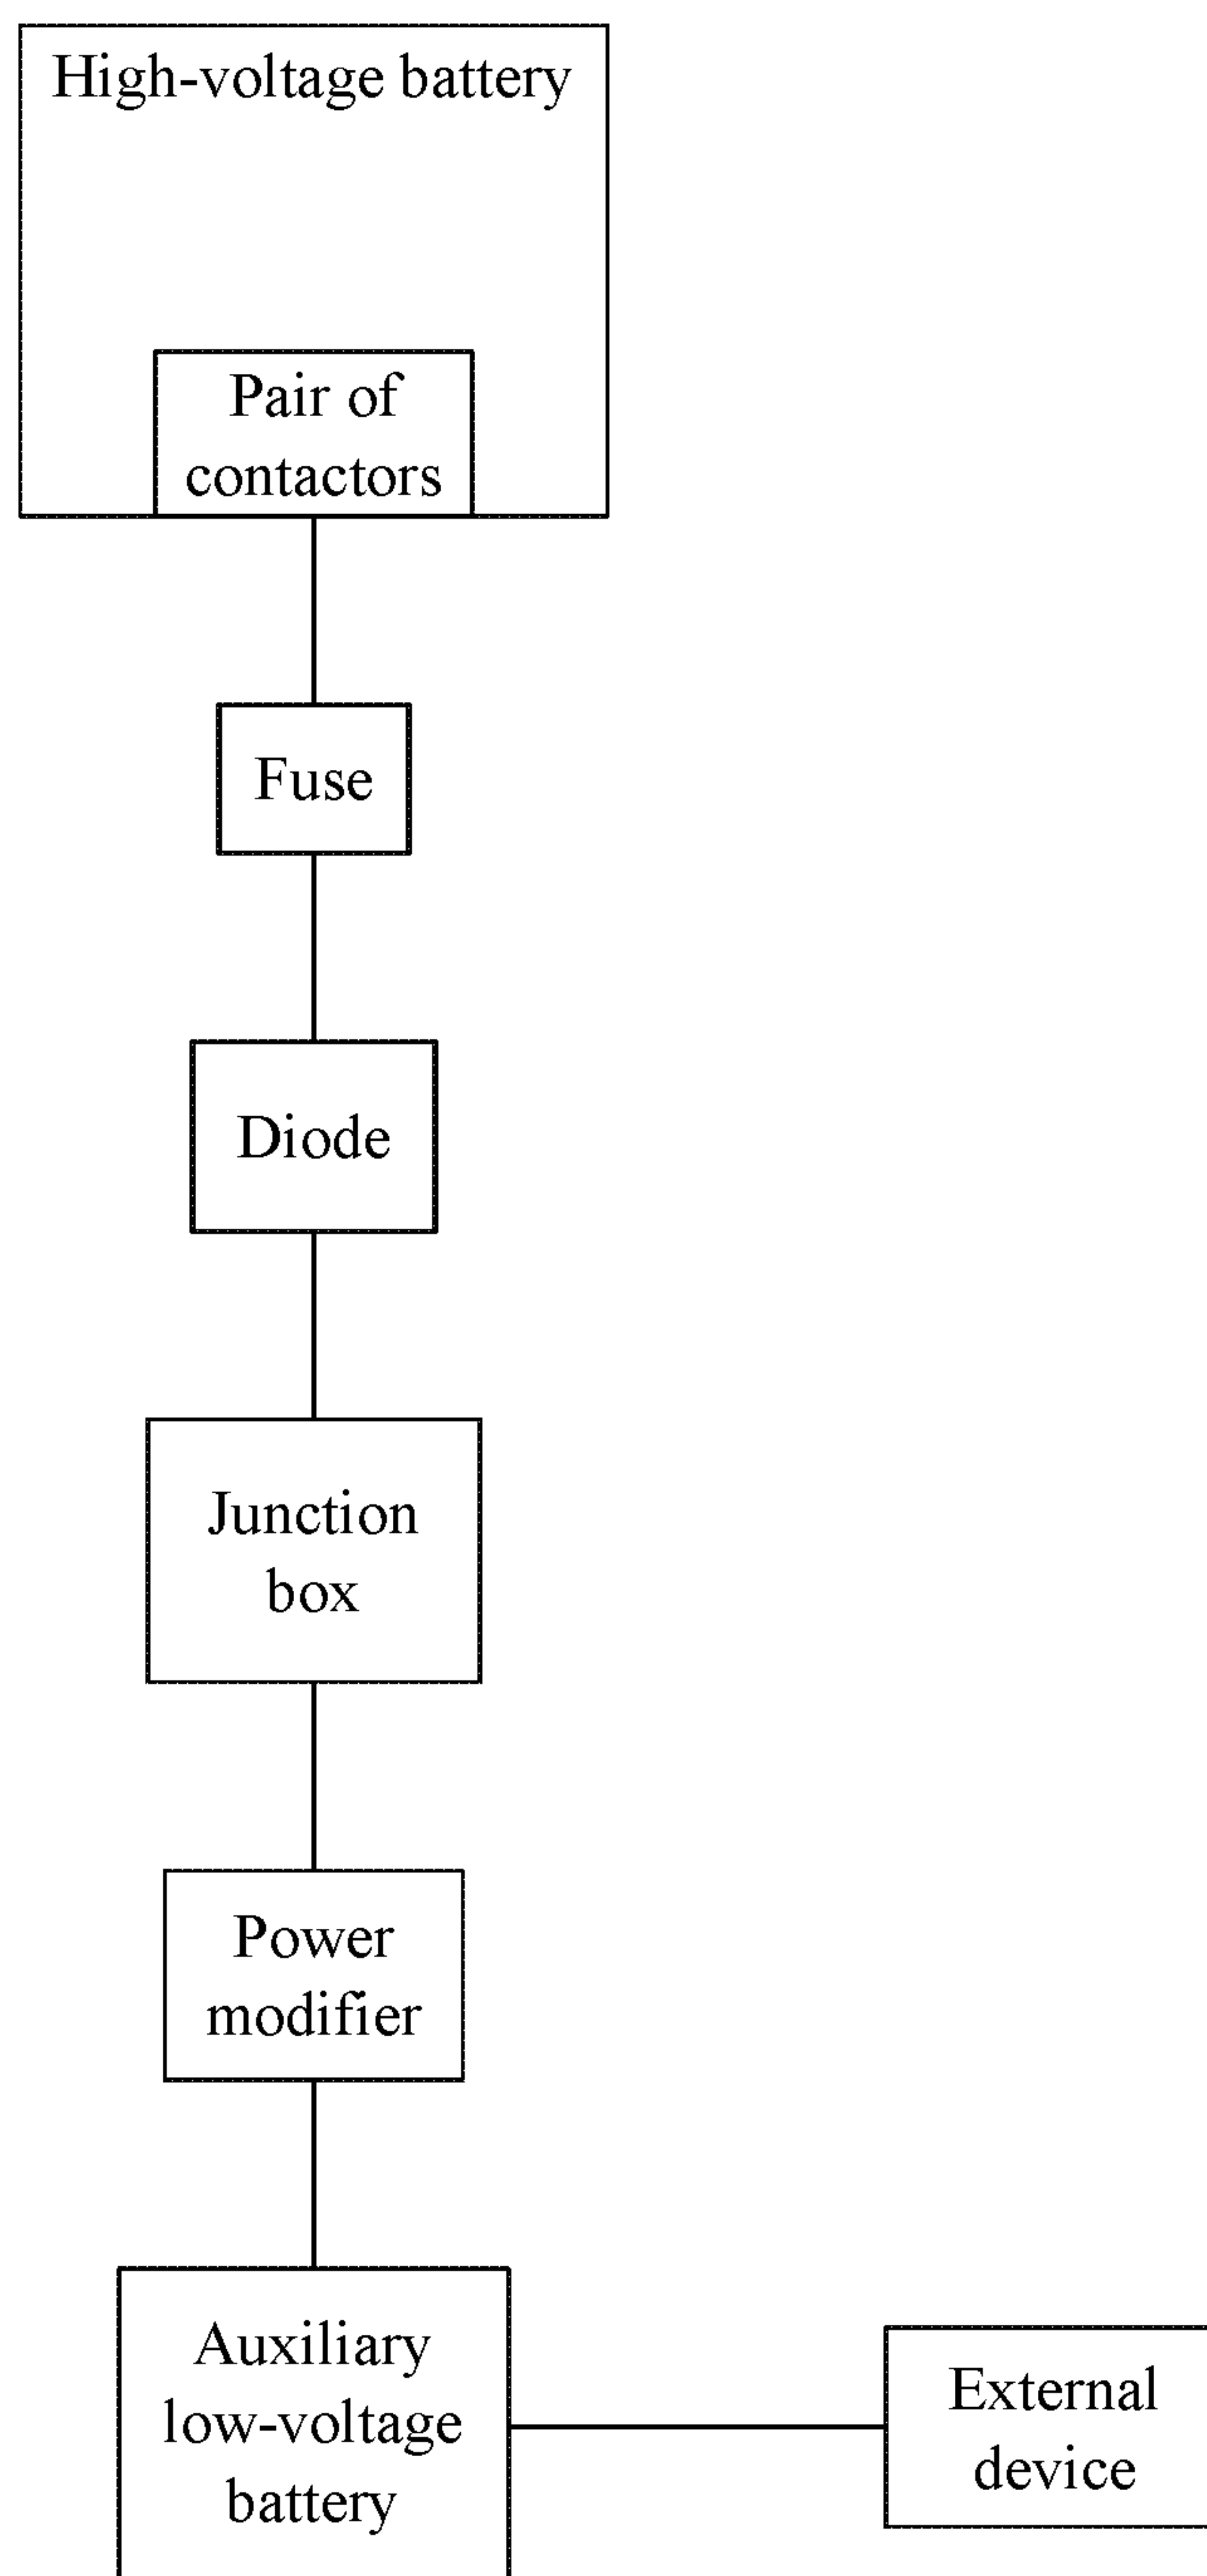 High-voltage battery
Pair of
contactors
Fuse
Diode
Junction
box
Power
modifier
Auxiliary
low-voltage
battery
External
device